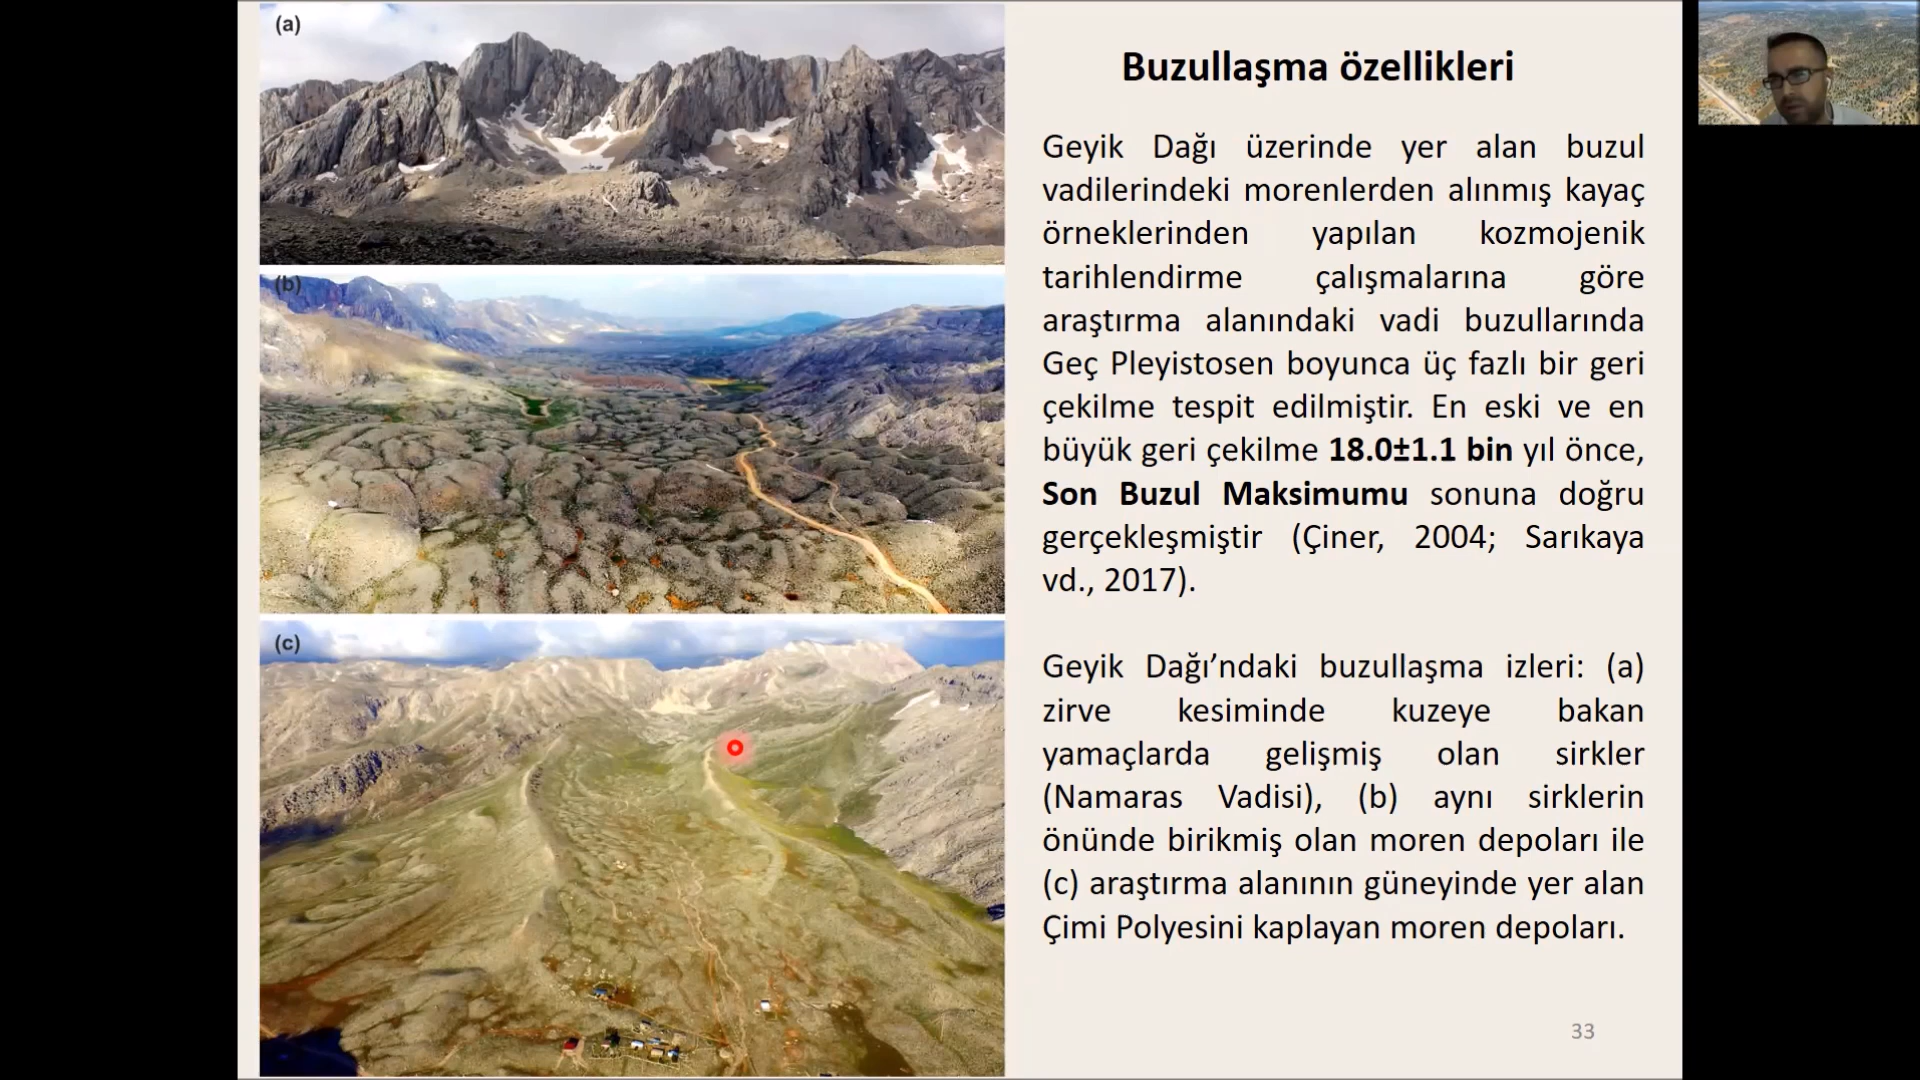 (a)
(b)
(c)
Buzullaşma özellikleri
Geyik Dağı üzerinde yer alan buzul
vadilerindeki morenlerden alınmış kayaç
örneklerinden yapılan kozmojenik
tarihlendirme çalışmalarına göre
araştırma alanındaki vadi buzullarında
Geç Pleyistosen boyunca üç fazlı bir geri
çekilme tespit edilmiştir. En eski ve en
büyük geri çekilme 18.0±1.1 bin yıl önce,
Son Buzul Maksimumu sonuna doğru
gerçekleşmiştir (Çiner, 2004; Sarıkaya
vd., 2017).
Geyik Dağı’ndaki buzullaşma izleri: (a)
zirve kesiminde kuzeye bakan
yamaçlarda gelişmiş olan sirkler
(Namaras Vadisi), (b) aynı sirklerin
önünde birikmiş olan moren depoları ile
(c) araştırma alanının güneyinde yer alan
Çimi Polyesini kaplayan moren depoları.
33